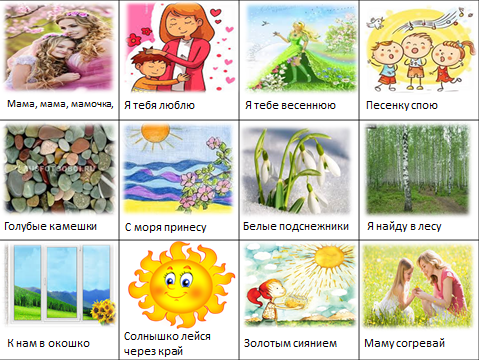 Мама, мама, мамочка,
Я тебя люблю
Я тебе весеннюю
Песенку спою
Голубые камешки
С моря принесу
Белые подснежники
Я найду в лесу
К нам в окошко
Солнышко лейся
через край
Золотым сиянием
Маму согревай